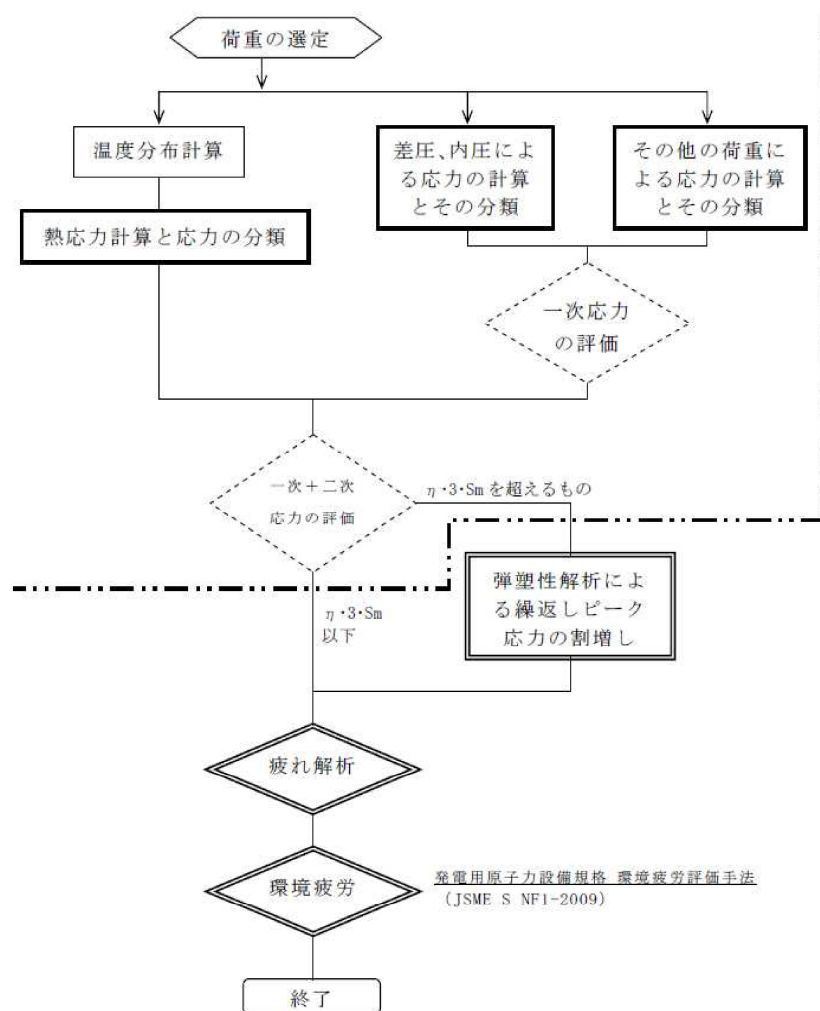 荷重の選定
温度分布計算
差圧、内圧によ
る応力の計算
とその分類
その他の荷重に
よる応力の計算
とその分類
熱応力計算と応力の分類
一次応力
の評価
一次＋二次
応力の評価
η･3･Smを超えるもの
弾塑性解析によ
る繰返しピーク
応力の割増し
η･3･Sm
以下
疲れ解析
環境疲労
発電用原子力設備規格 環境疲労評価手法
（JSME S NF1-2009）
終了